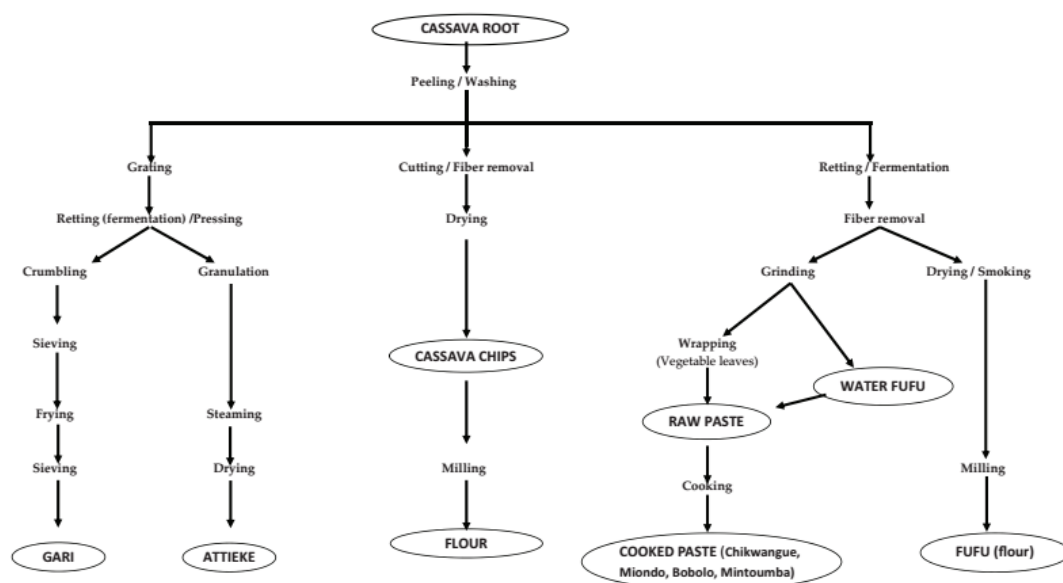 CASSAVA ROOT
Peeling / Washing
Grating
Cutting / Fiber removal
Retting / Fermentation
Retting (fermentation) /Pressing
Drying
Fiber removal
Crumbling
Granulation
Grinding
Drying / Smoking
Sieving
Wrapping
(Vegetable leaves)
CASSAVA CHIPS
WATER FUFU
Frying
Steaming
RAW PASTE
Sieving
Drying
Milling
Cooking
Milling
GARI
ATTIEKE
FLOUR
COOKED PASTE (Chikwangue,
Miondo, Bobolo, Mintoumba)
FUFU (flour)